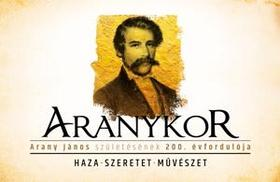 ARANYKOR
Arany János születésének 200. évfordulója
HAZA·SZERETET·MŰVÉSZET